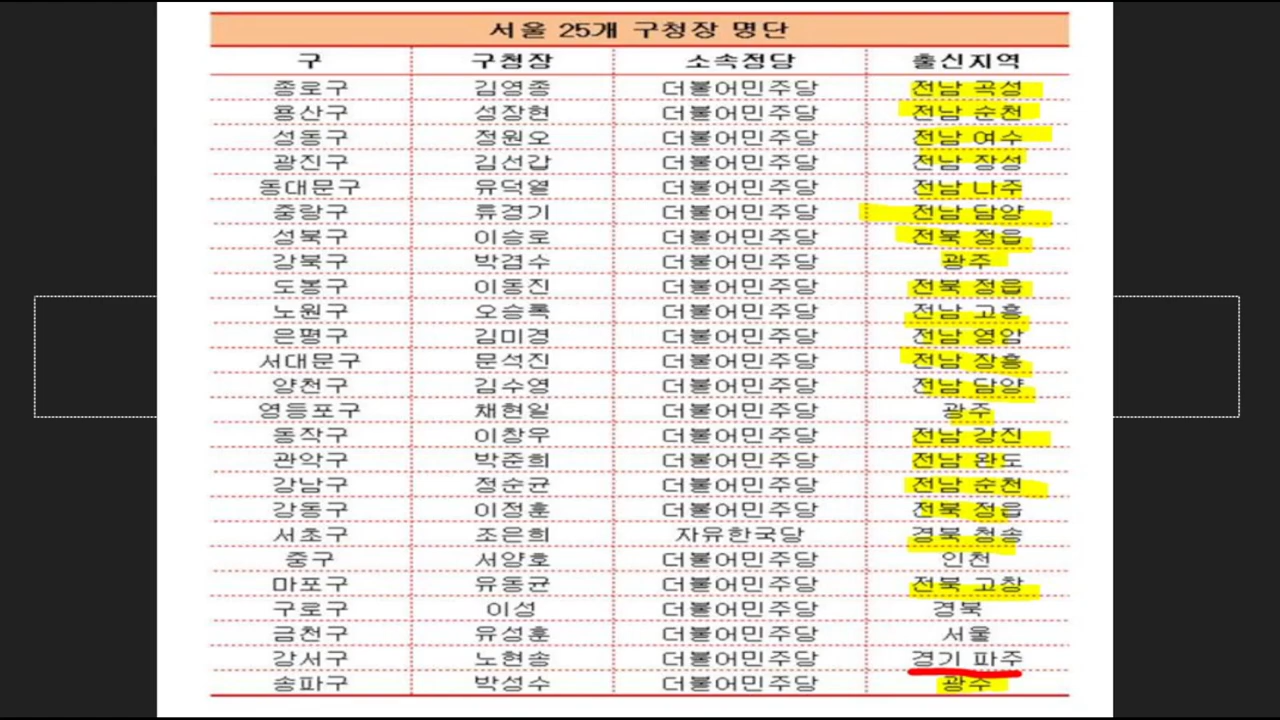 서울 25개 구청장 명단
구 구청장 소속정당 출신지역
종로구 김영종 더불어민주당 전남 곡성
용산구 성장현 더불어민주당 전남 순천
성동구 정원오 더불어민주당 전남 여수
광진구 김선갑 더불어민주당 전남 장성
동대문구 유덕열 더불어민주당 전남 나주
중랑구 류경기 더불어민주당 전남 담양
성북구 이승로 더불어민주당 전북 정읍
강북구 박겸수 더불어민주당 광주
도봉구 이동진 더불어민주당 전북 정읍
노원구 오승록 더불어민주당 전남 고흥
은평구 김미경 더불어민주당 전남 영암
서대문구 문석진 더불어민주당 전남 장흥
양천구 김수영 더불어민주당 전남 담양
영등포구 채현일 더불어민주당 광주
동작구 이창우 더불어민주당 전남 강진
관악구 박준희 더불어민주당 전남 완도
강남구 정순균 더불어민주당 전남 순천
강동구 이정훈 더불어민주당 전북 정읍
서초구 조은희 자유한국당 경북 청송
중구 서양호 더불어민주당 인천
마포구 유동균 더불어민주당 전북 고창
구로구 이성 더불어민주당 경북
금천구 유성훈 더불어민주당 서울
강서구 노현송 더불어민주당 경기 파주
송파구 박성수 더불어민주당 광주